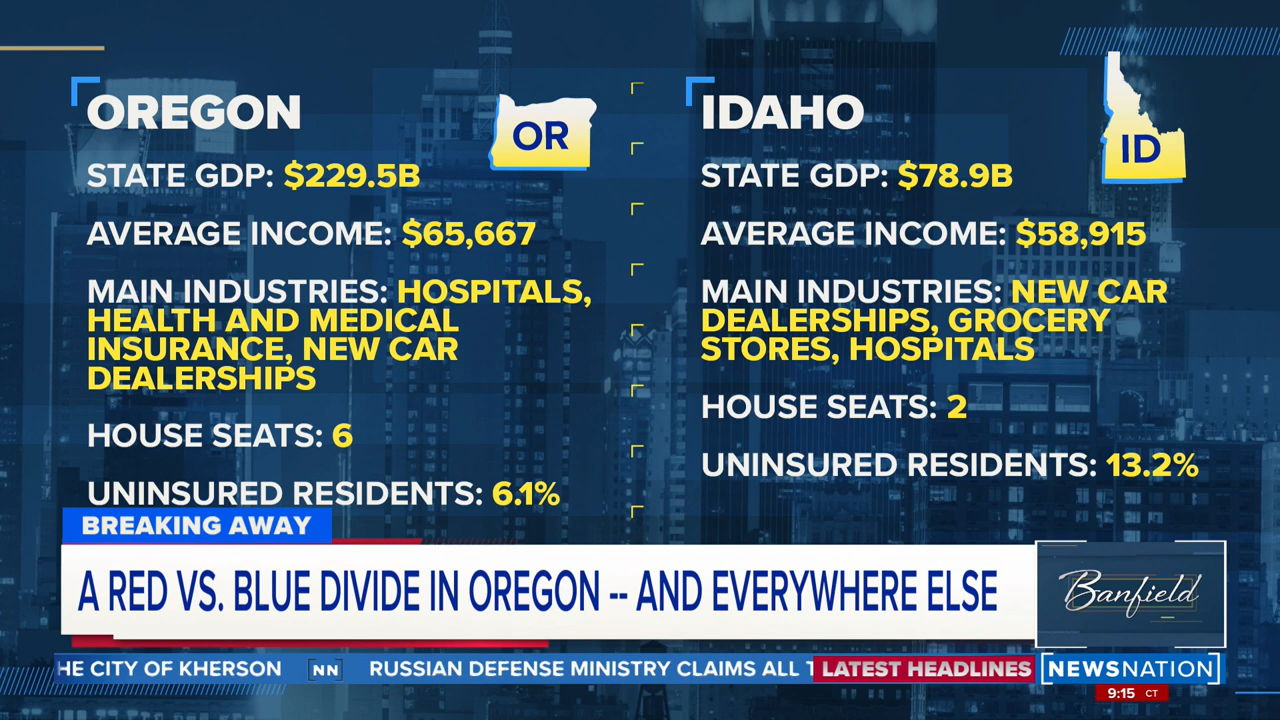 OREGON
OR
STATE GDP: $229.5B
AVERAGE INCOME: $65,667
MAIN INDUSTRIES: HOSPITALS,
HEALTH AND MEDICAL
INSURANCE, NEW CAR
DEALERSHIPS
HOUSE SEATS: 6
UNINSURED RESIDENTS: 6.1%
IDAHO
ID
STATE GDP: $78.9B
AVERAGE INCOME: $58,915
MAIN INDUSTRIES: NEW CAR
DEALERSHIPS, GROCERY
STORES, HOSPITALS
HOUSE SEATS: 2
UNINSURED RESIDENTS: 13.2%
BREAKING AWAY
A RED VS. BLUE DIVIDE IN OREGON -- AND EVERYWHERE ELSE
Banfield
HE CITY OF KHERSON NN RUSSIAN DEFENSE MINISTRY CLAIMS ALL T
LATEST HEADLINES
NEWSNATION
9:15 CT